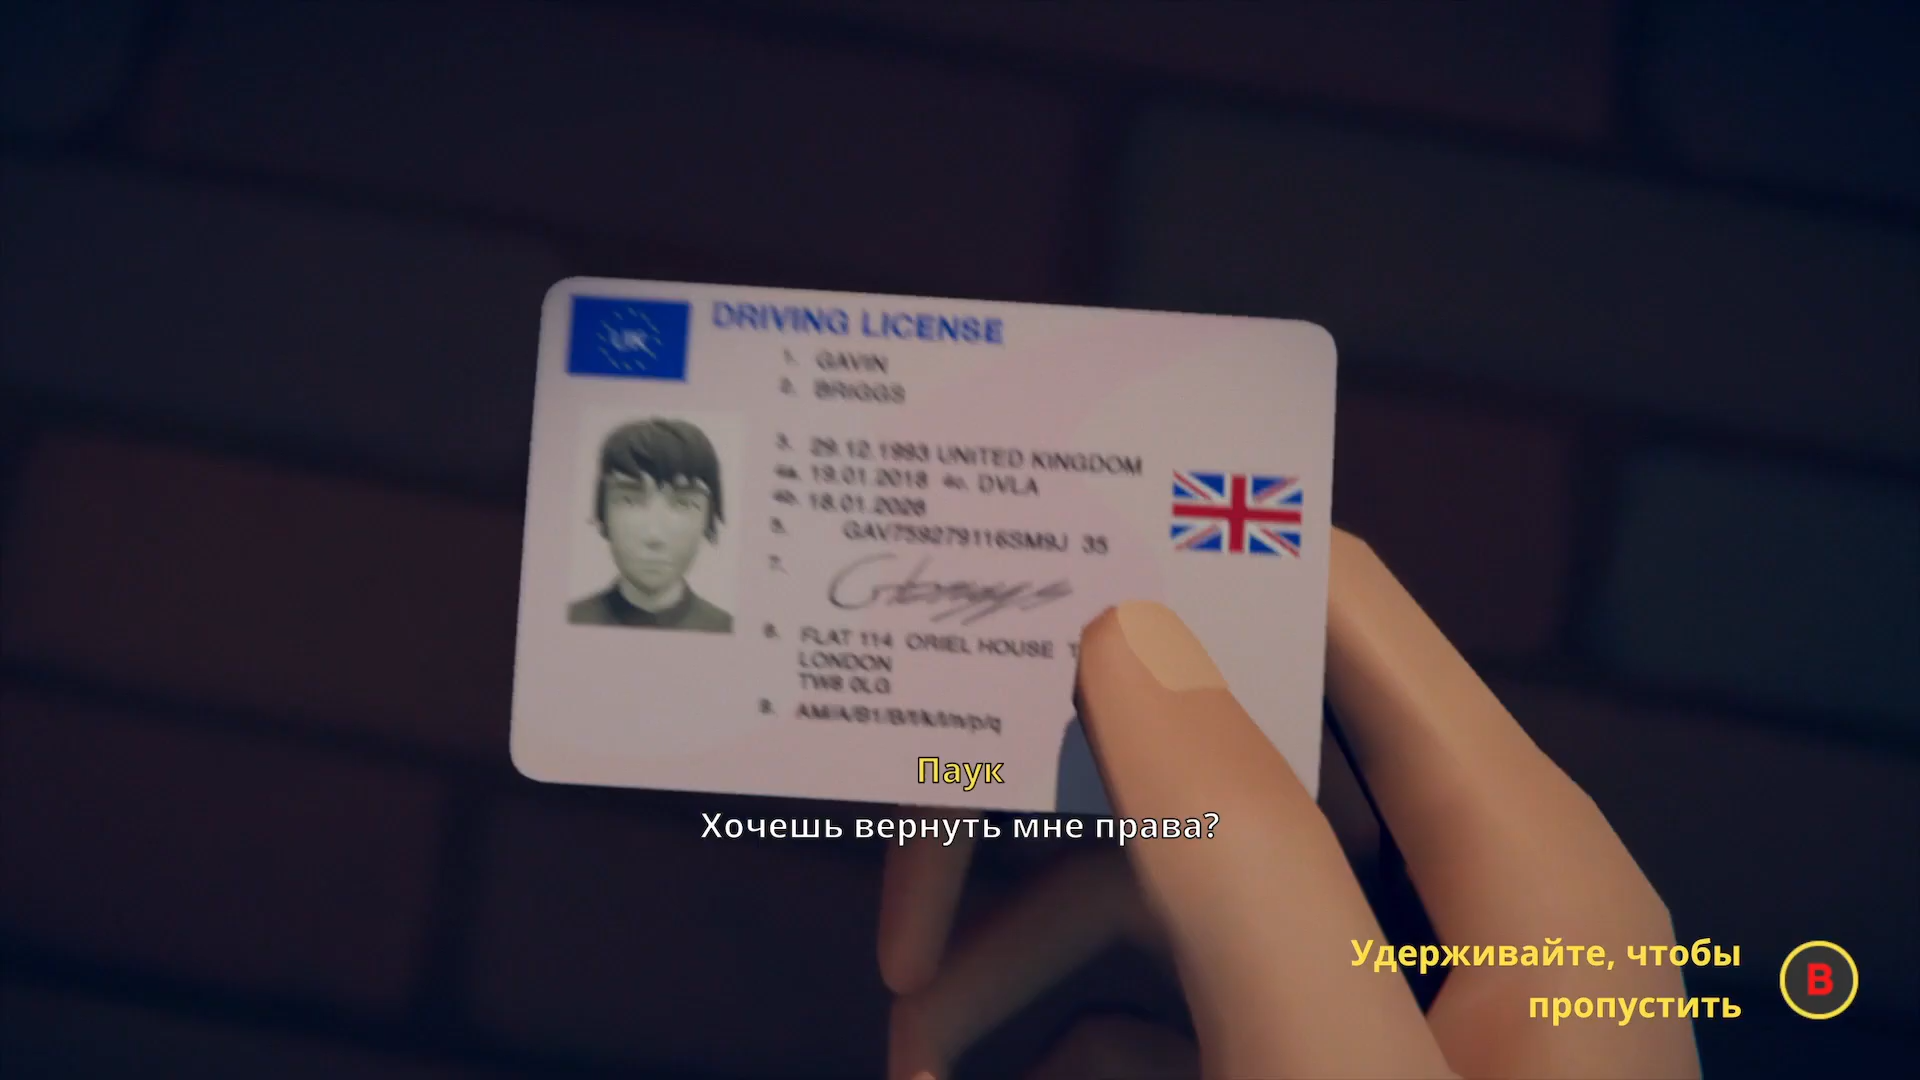 UK
DRIVING LICENSE
1. GAVIN
2. BRIGGS
3. 29.12.1993 UNITED KINGDOM
4a. 19.01.2018 4c. DVLA
4b. 18.01.2028
5. GAV759279116SM9J 35
7.
8. FLAT 114 ORIEL HOUSE
LONDON
TW8 0LG
9.
Паук
Хочешь вернуть мне права?
Удерживайте, чтобы
пропустить
B